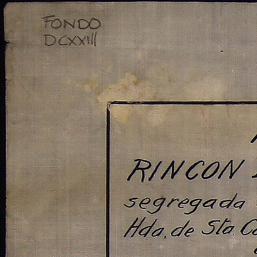 FONDO
DCXXIII
RINCON
segregada
Hda. de Sta